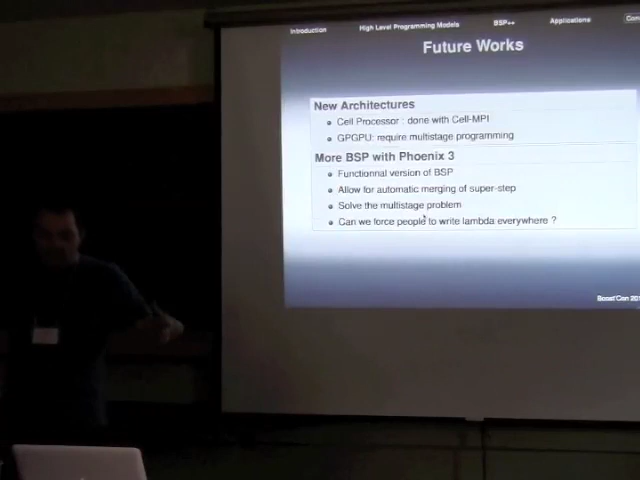 Introduction High Level Programming Models BSP++ Applications
Future Works
New Architectures
Cell Processor : done with Cell-MPI
GPGPU: require multistage programming
More BSP with Phoenix 3
Functionnal version of BSP
Allow for automatic merging of super-step
Solve the multistage problem
Can we force people to write lambda everywhere ?